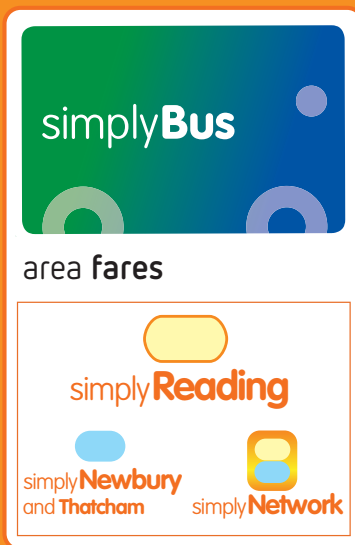 simplyBus
area fares
simplyReading
simplyNewbury
and Thatcham
simplyNetwork